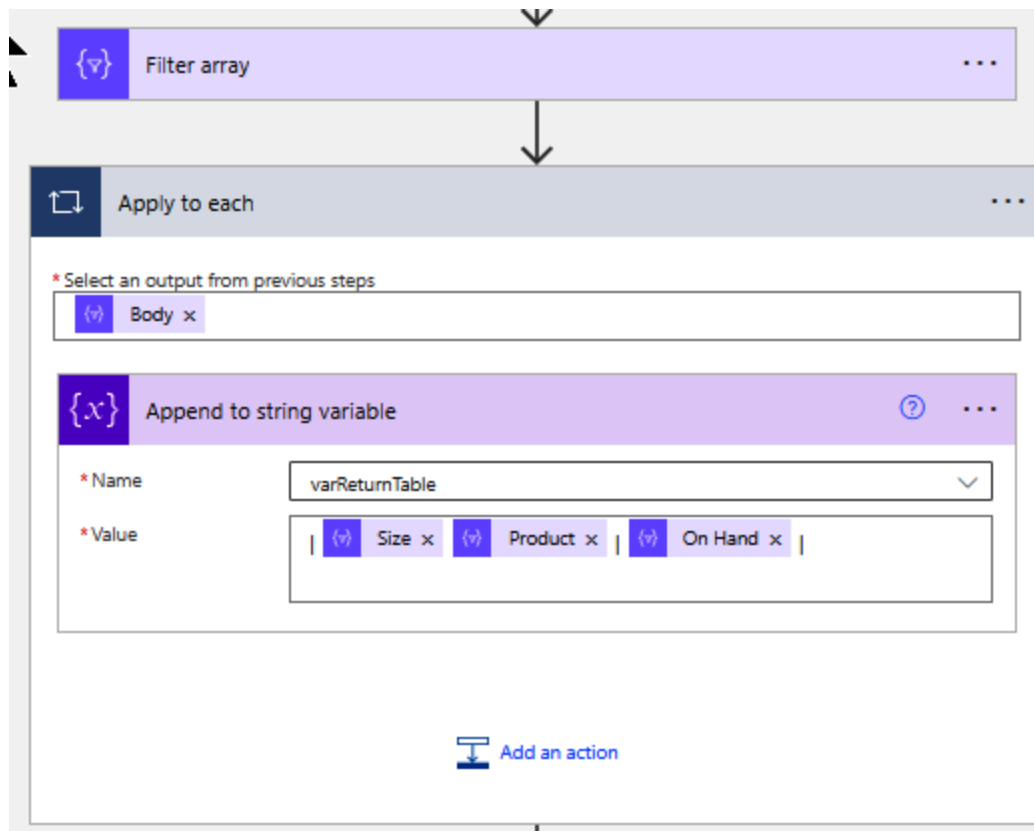 Filter array
Apply to each
* Select an output from previous steps
Body ×
{x} Append to string variable
* Name
varReturnTable
* Value
| Size × Product × | On Hand × |
Add an action